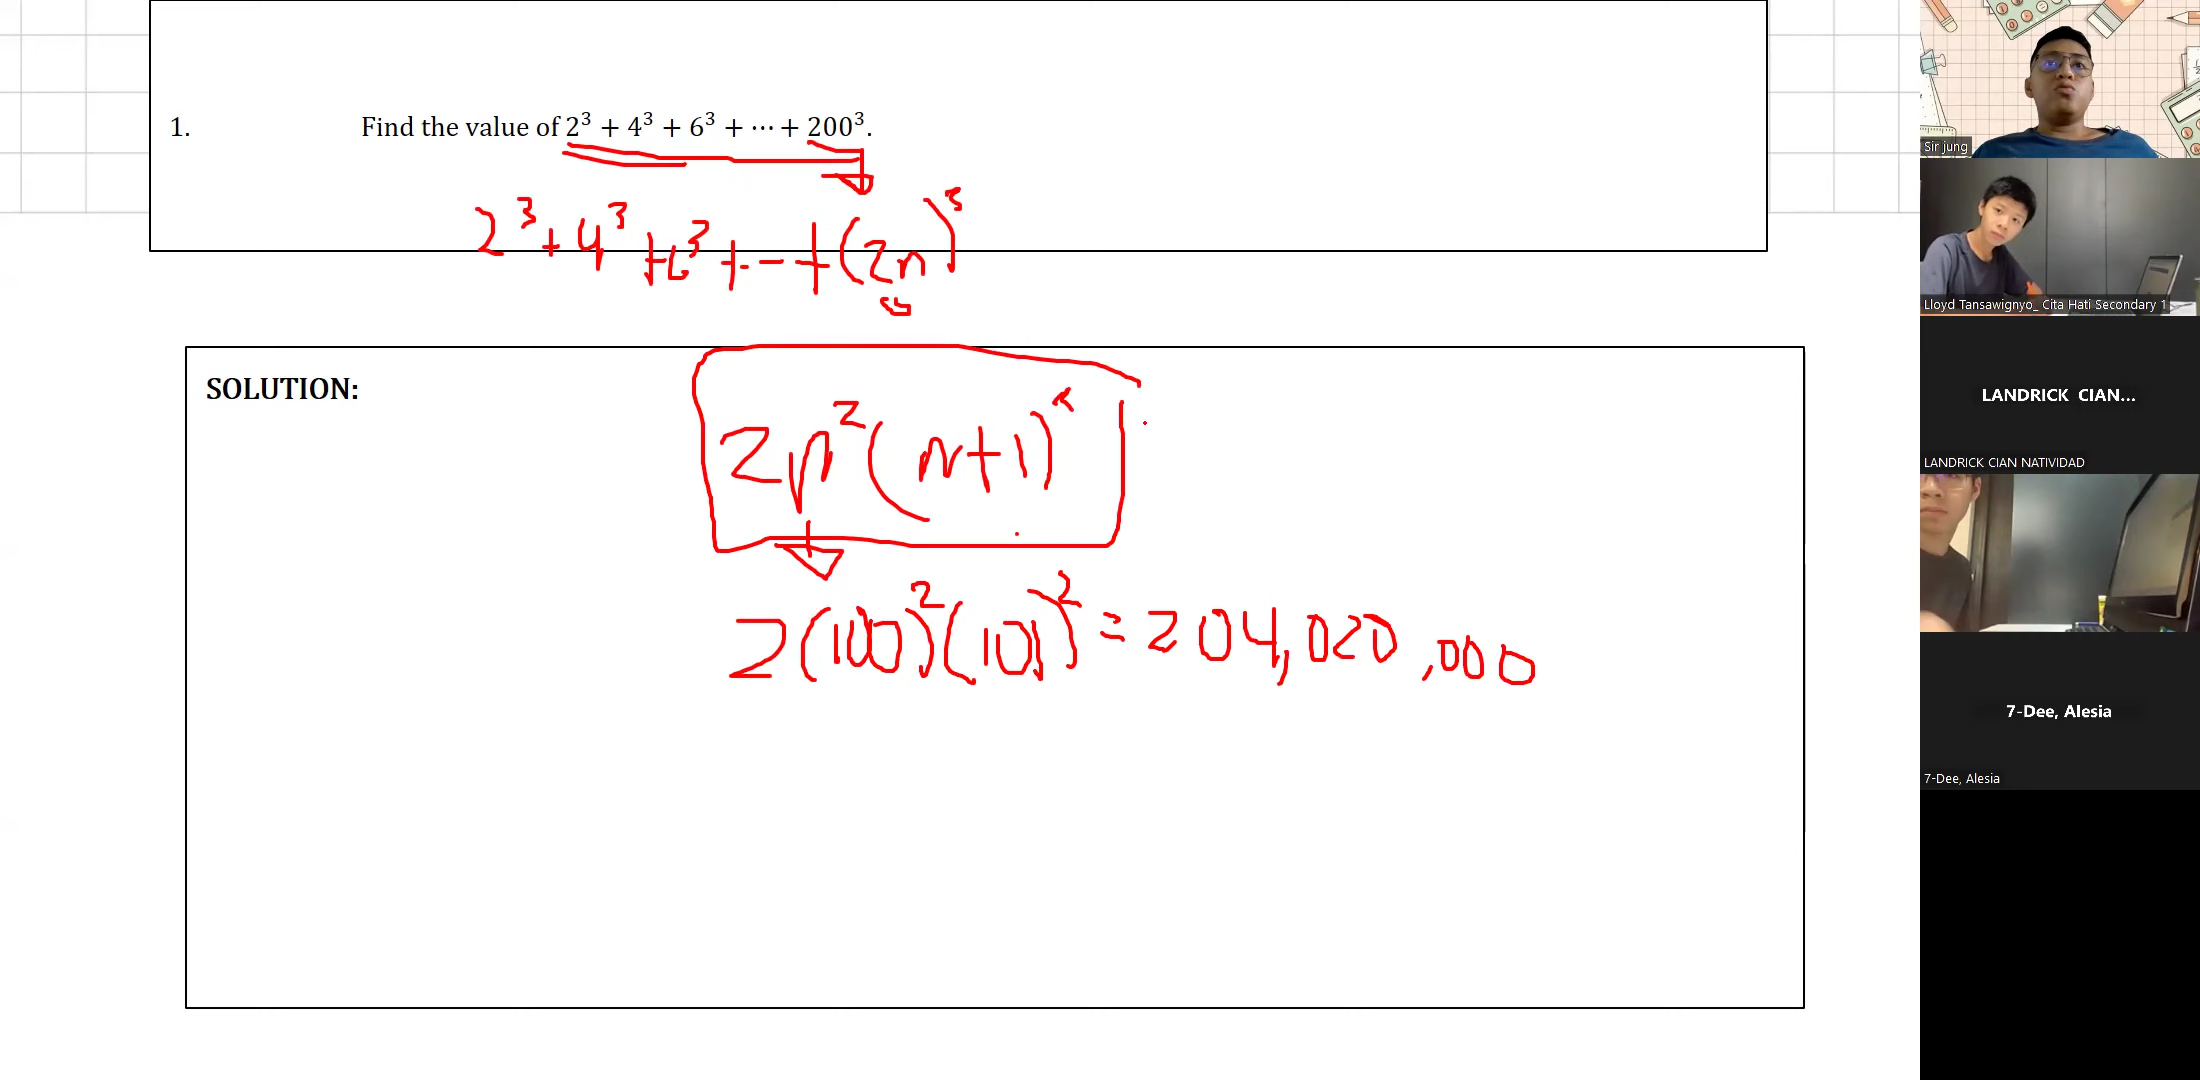 1. Find the value of 2³ + 4³ + 6³ + ⋯ + 200³.
2³ + 4³ + 6³ + -- + (2n)³
SOLUTION:
2n²(n+1)²
2(100)²(101)² = 204,020,000
Sir jung
Lloyd Tansawignyo_ Cita Hati Secondary 1
LANDRICK CIAN...
LANDRICK CIAN NATIVIDAD
7-Dee, Alesia
7-Dee, Alesia